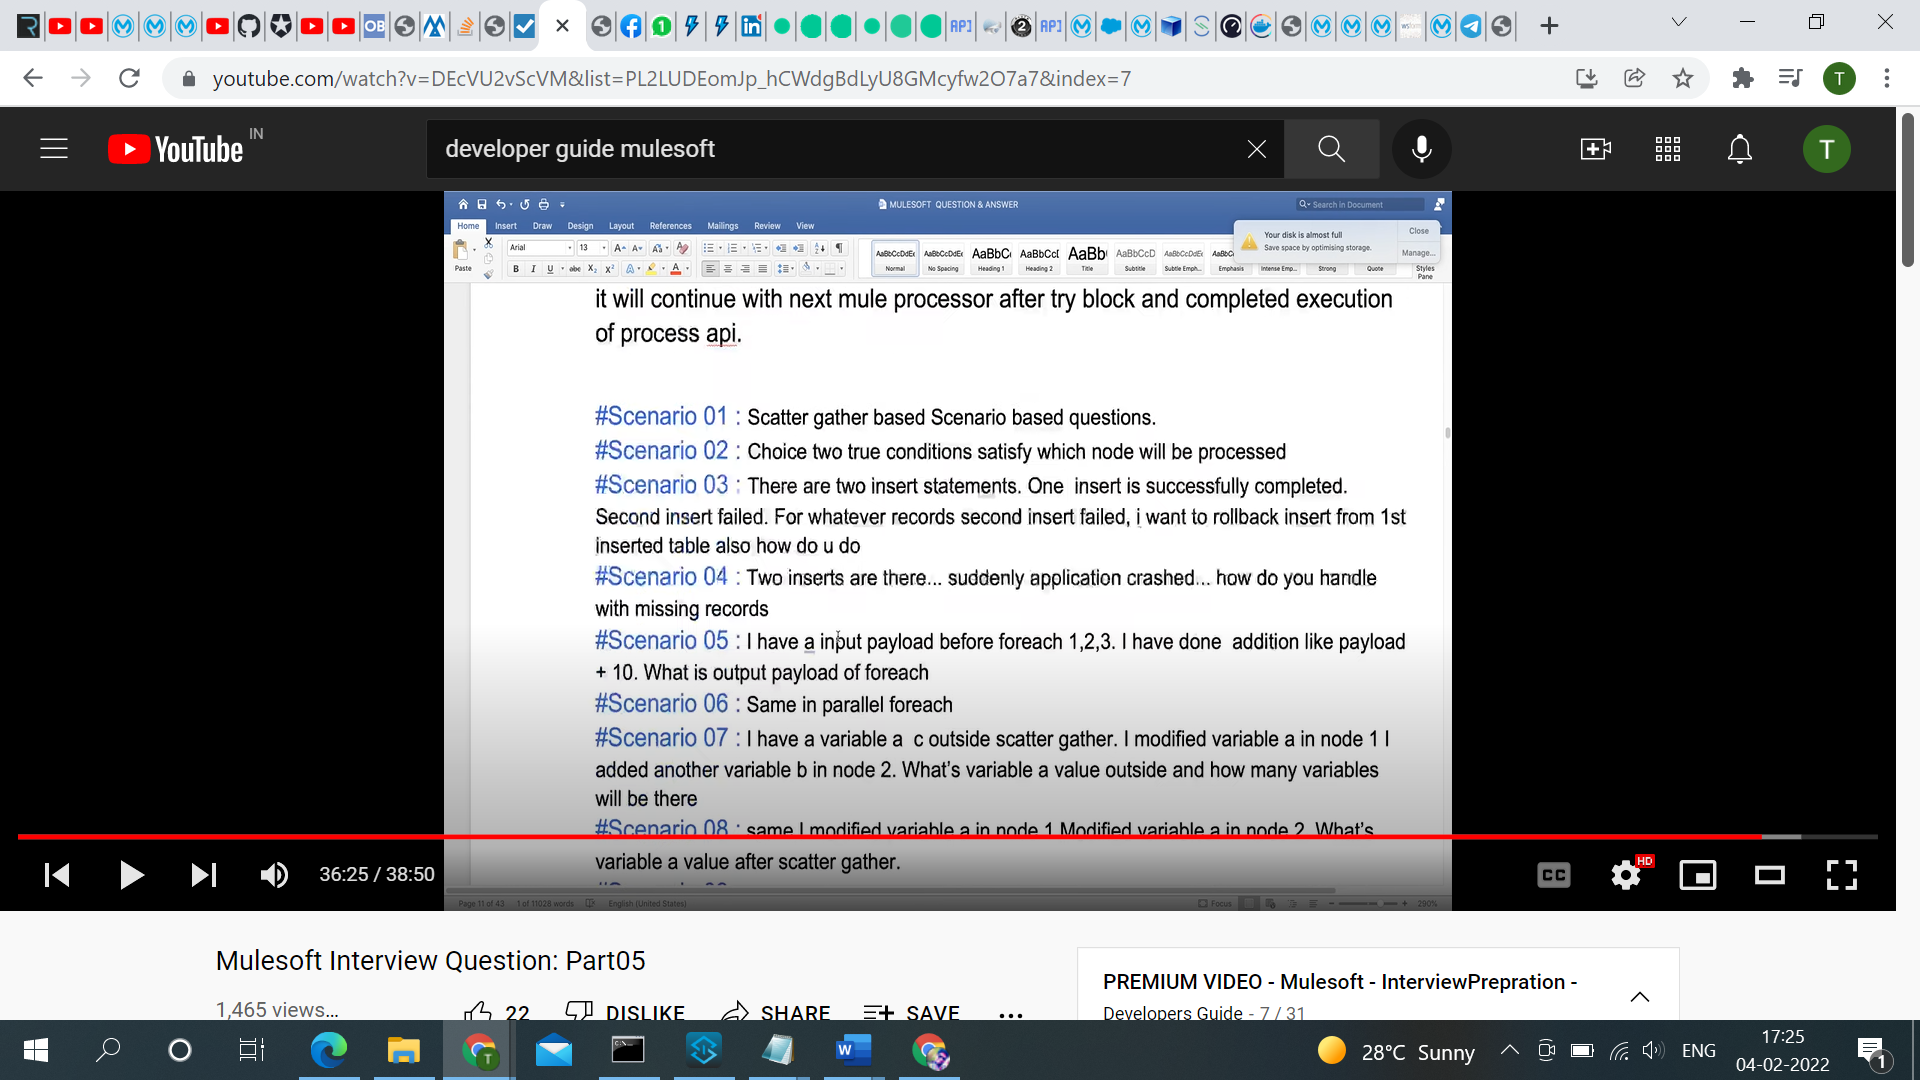 youtube.com/watch?v=DEcVU2vScVM&list=PL2LUDEomJp_hCWdgBdLyU8GMcyfw2O7a7&index=7
T
YouTube IN
developer guide mulesoft
T
MULESOFT QUESTION & ANSWER
Search in Document
Home Insert Draw Design Layout References Mailings Review View
Your disk is almost full
Save space by optimising storage.
Close
Manage...
Paste
Arial 13
AaBbCcDdEe AaBbCcDdEe AaBbCc AaBbCcD AaBb AaBbCcD AaBbCcDdEe
Normal No Spacing Heading 1 Heading 2 Title Subtitle Subtle Emph... Emphasis Intense Emp... Strong Quote
Styles
Pane
it will continue with next mule processor after try block and completed execution
of process api.
#Scenario 01 : Scatter gather based Scenario based questions.
#Scenario 02 : Choice two true conditions satisfy which node will be processed
#Scenario 03 : There are two insert statements. One insert is successfully completed.
Second insert failed. For whatever records second insert failed, i want to rollback insert from 1st
inserted table also how do u do
#Scenario 04 : Two inserts are there... suddenly application crashed... how do you handle
with missing records
#Scenario 05 : I have a input payload before foreach 1,2,3. I have done addition like payload
+ 10. What is output payload of foreach
#Scenario 06 : Same in parallel foreach
#Scenario 07 : I have a variable a c outside scatter gather. I modified variable a in node 1 I
added another variable b in node 2. What's variable a value outside and how many variables
will be there
#Scenario 08 : same I modified variable a in node 1 Modified variable a in node 2. What's
variable a value after scatter gather.
36:25 / 38:50
CC
HD
Page 11 of 43 1 of 11028 words English (United States)
Focus
290%
Mulesoft Interview Question: Part05
1,465 views...
22 DISLIKE SHARE SAVE ...
PREMIUM VIDEO - Mulesoft - InterviewPrepration -
Developers Guide - 7 / 31
28°C Sunny
ENG
17:25
04-02-2022
1